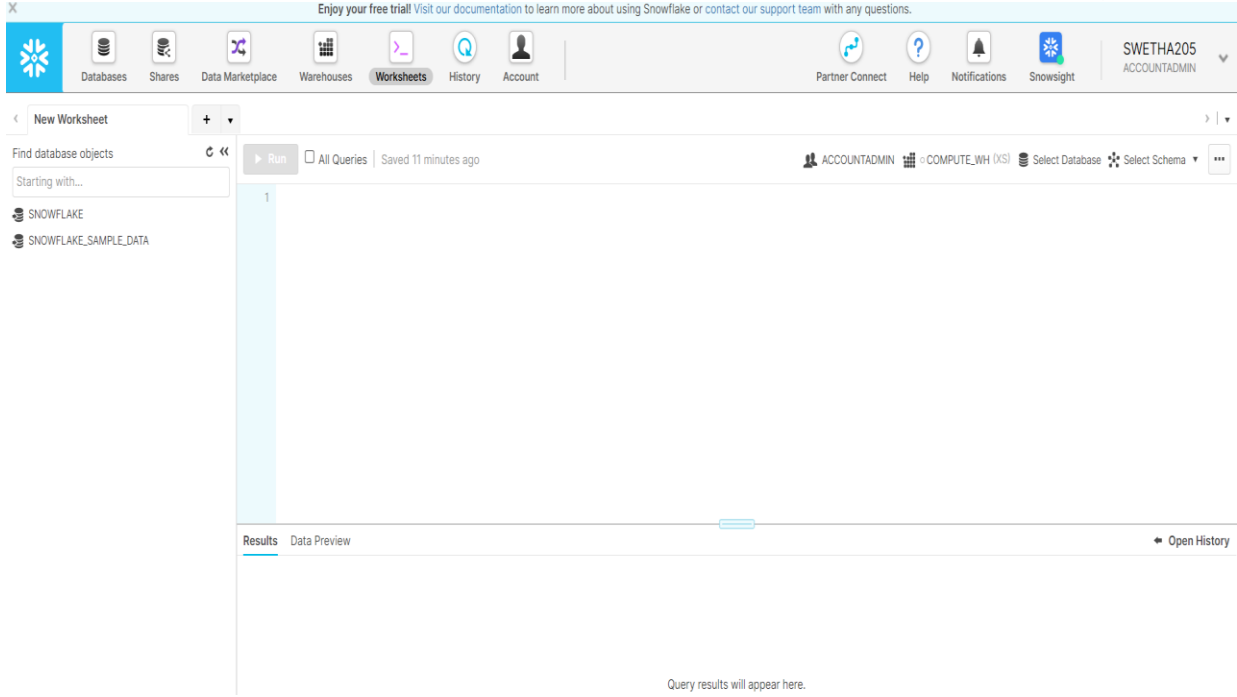 X Enjoy your free trial! Visit our documentation to learn more about using Snowflake or contact our support team with any questions.
Databases Shares Data Marketplace Warehouses Worksheets History Account Partner Connect Help Notifications Snowsight SWETHA205
ACCOUNTADMIN
New Worksheet
Find database objects
Starting with...
SNOWFLAKE
SNOWFLAKE_SAMPLE_DATA
Run All Queries Saved 11 minutes ago ACCOUNTADMIN COMPUTE_WH (XS) Select Database Select Schema
1
Results Data Preview Open History
Query results will appear here.